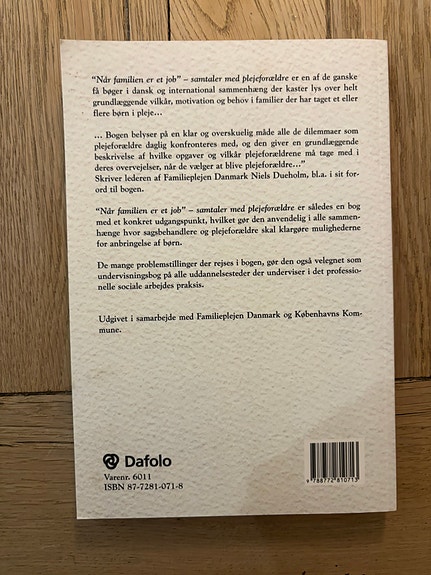 "Når familien er et job" – samtaler med plejeforældre er en af de ganske
få bøger i dansk og international sammenhæng der kaster lys over helt
grundlæggende vilkår, motivation og behov i familier der har taget et eller
flere børn i pleje…
… Bogen belyser på en klar og overskuelig måde alle de dilemmaer som
plejeforældre daglig konfronteres med, og den giver en grundlæggende
beskrivelse af hvilke opgaver og vilkår plejeforældrene må tage med i
deres overvejelser, når de vælger at blive plejeforældre…"
Skriver lederen af Familieplejen Danmark Niels Dueholm, bl.a. i sit for-
ord til bogen.
"Når familien er et job" – samtaler med plejeforældre er således en bog
med et konkret udgangspunkt, hvilket gør den anvendelig i alle sammen-
hænge hvor sagsbehandlere og plejeforældre skal klargøre mulighederne
for anbringelse af børn.
De mange problemstillinger der rejses i bogen, gør den også velegnet som
undervisningsbog på alle uddannelsesteder der underviser i det professio-
nelle sociale arbejdes praksis.
Udgivet i samarbejde med Familieplejen Danmark og Københavns Kom-
mune.
Dafolo
Varenr. 6011
ISBN 87-7281-071-8
9 788772 810713